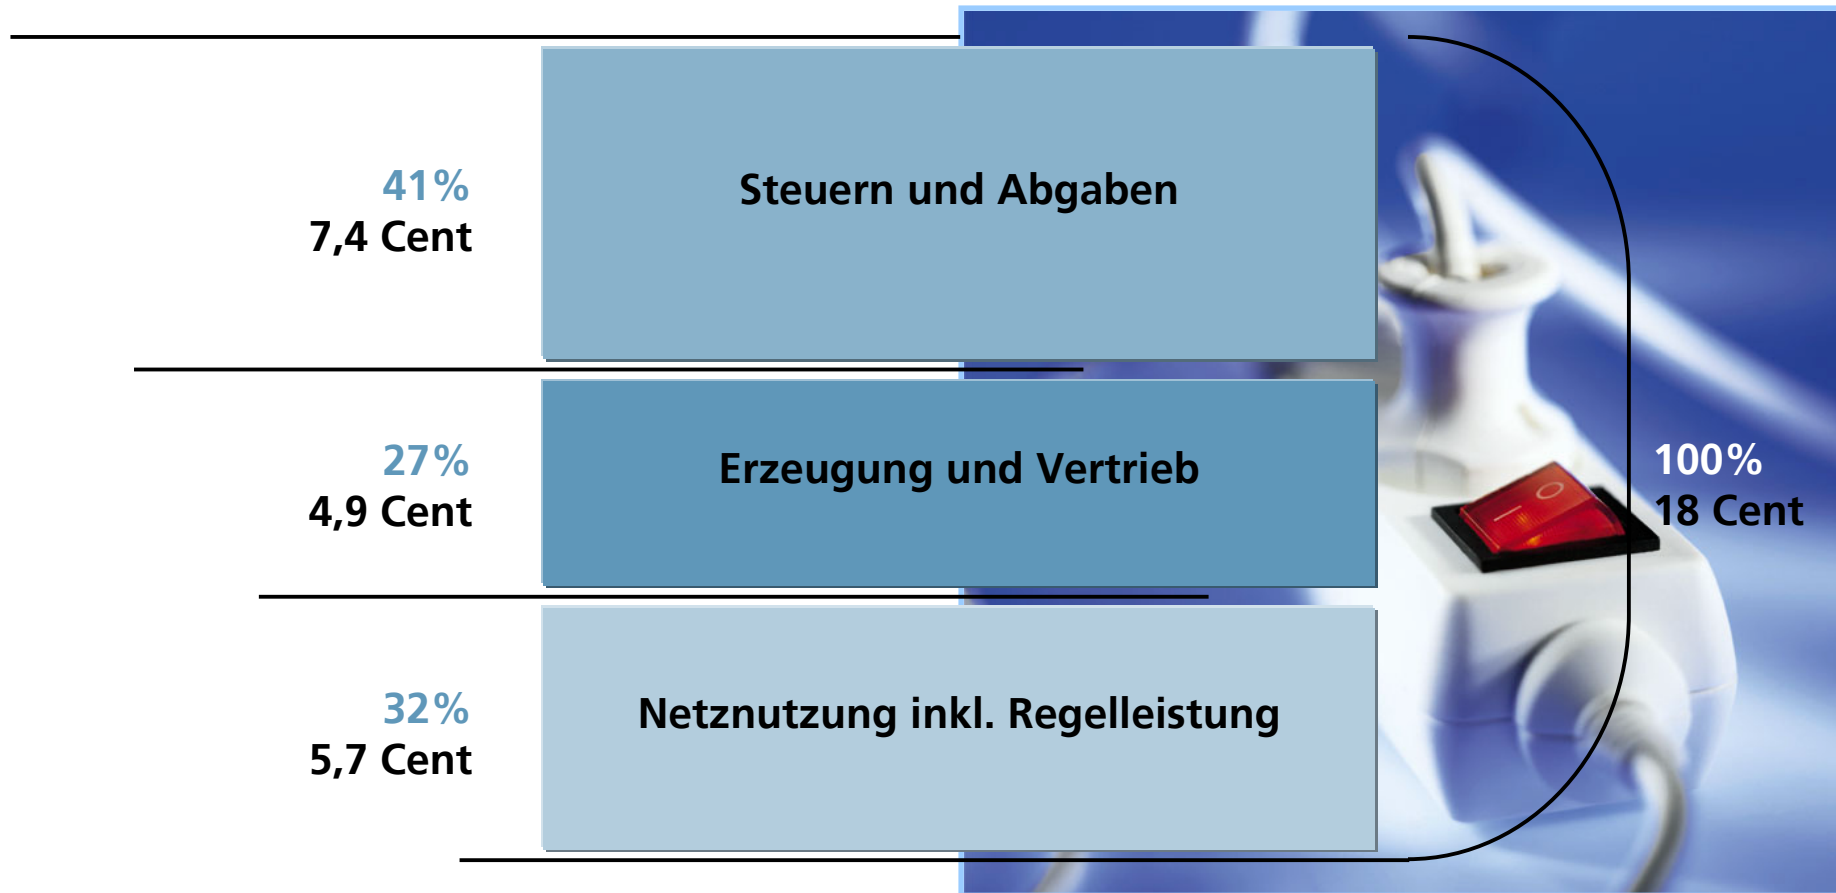 41%
7,4 Cent
Steuern und Abgaben
27%
4,9 Cent
Erzeugung und Vertrieb
100%
18 Cent
32%
5,7 Cent
Netznutzung inkl. Regelleistung